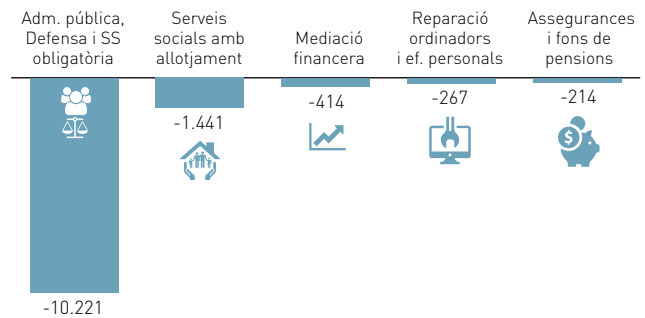 Adm. pública,
Defensa i SS
obligatòria
Serveis
socials amb
allotjament
Mediació
financera
Reparació
ordinadors
i ef. personals
Assegurances
i fons de
pensions
-10.221
-1.441
-414
-267
-214
$